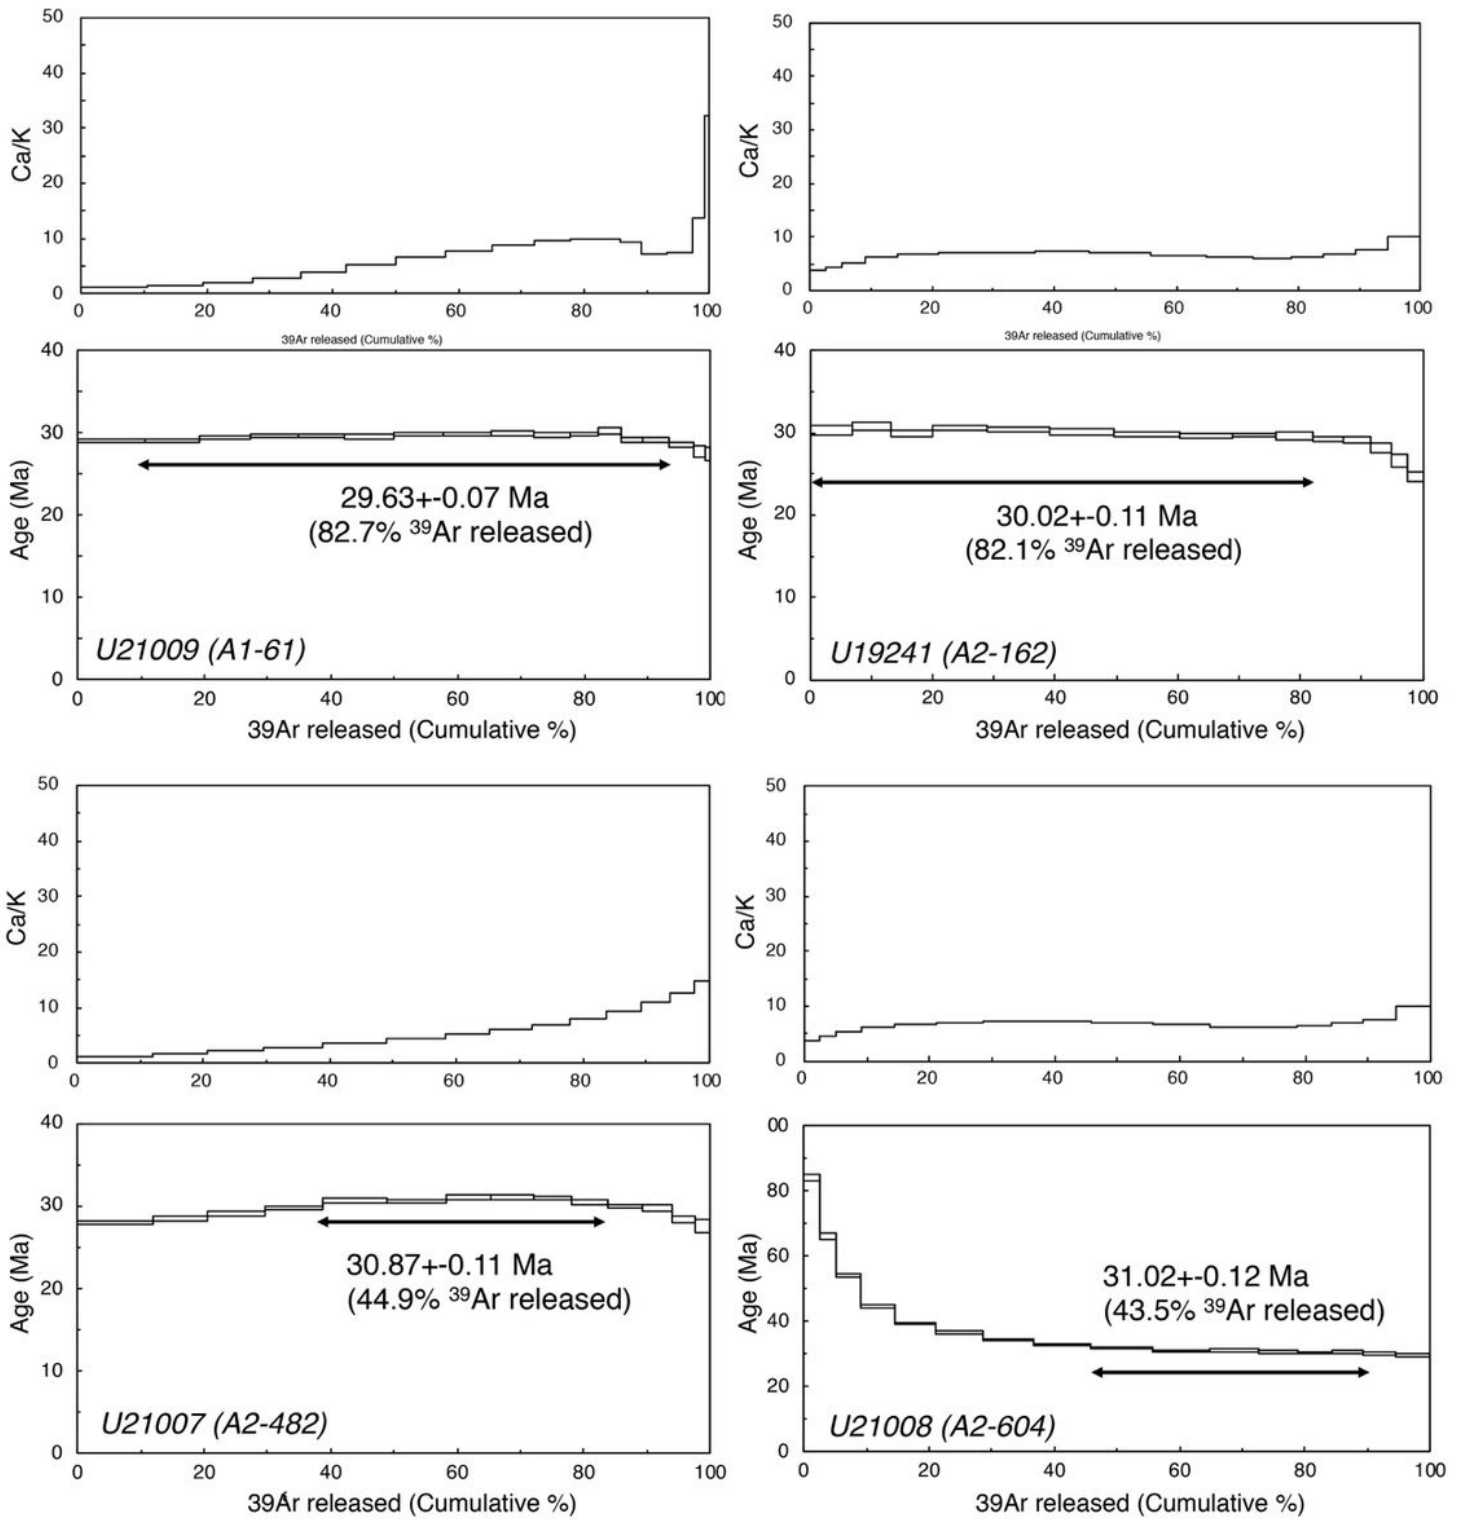 50
40
30
20
10
0
Ca/K
0 20 40 60 80 100
39Ar released (Cumulative %)
50
40
30
20
10
0
Ca/K
0 20 40 60 80 100
39Ar released (Cumulative %)
40
30
20
10
0
Age (Ma)
29.63+-0.07 Ma
(82.7% ³⁹Ar released)
U21009 (A1-61)
0 20 40 60 80 100
39Ar released (Cumulative %)
40
30
20
10
0
Age (Ma)
30.02+-0.11 Ma
(82.1% ³⁹Ar released)
U19241 (A2-162)
0 20 40 60 80 100
39Ar released (Cumulative %)
50
40
30
20
10
0
Ca/K
0 20 40 60 80 100
50
40
30
20
10
0
Ca/K
0 20 40 60 80 100
40
30
20
10
0
Age (Ma)
30.87+-0.11 Ma
(44.9% ³⁹Ar released)
U21007 (A2-482)
0 20 40 60 80 100
39Ar released (Cumulative %)
00
80
60
40
20
0
Age (Ma)
31.02+-0.12 Ma
(43.5% ³⁹Ar released)
U21008 (A2-604)
0 20 40 60 80 100
39Ar released (Cumulative %)